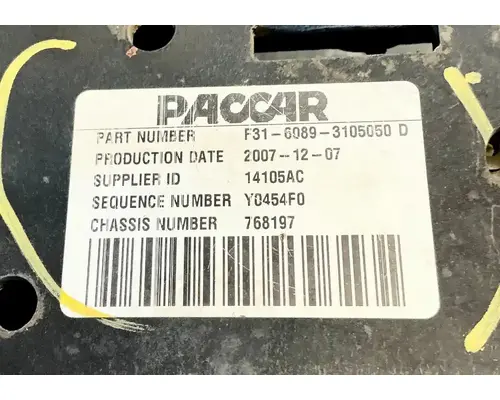 PACCAR
PART NUMBER F31-6089-3105050 D
PRODUCTION DATE 2007-12-07
SUPPLIER ID 14105AC
SEQUENCE NUMBER Y0454F0
CHASSIS NUMBER 768197